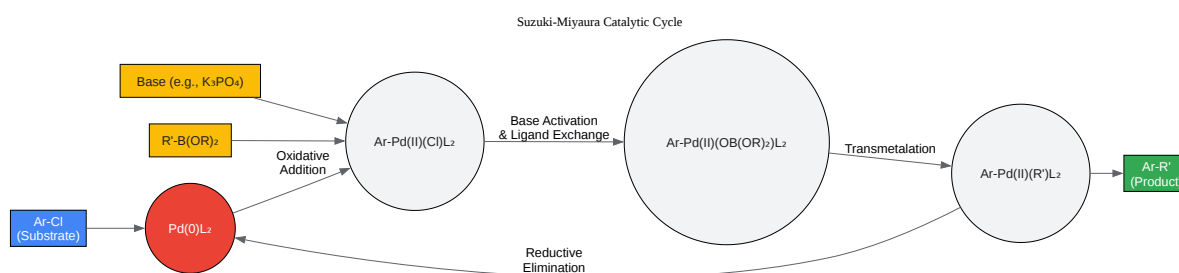 Suzuki-Miyaura Catalytic Cycle
Base (e.g., K₃PO₄)
R'-B(OR)₂
Ar-Cl
(Substrate)
Pd(0)L₂
Oxidative
Addition
Ar-Pd(II)(Cl)L₂
Base Activation
& Ligand Exchange
Ar-Pd(II)(OB(OR)₂)L₂
Transmetalation
Ar-Pd(II)(R')L₂
Ar-R'
(Product
Reductive
Elimination